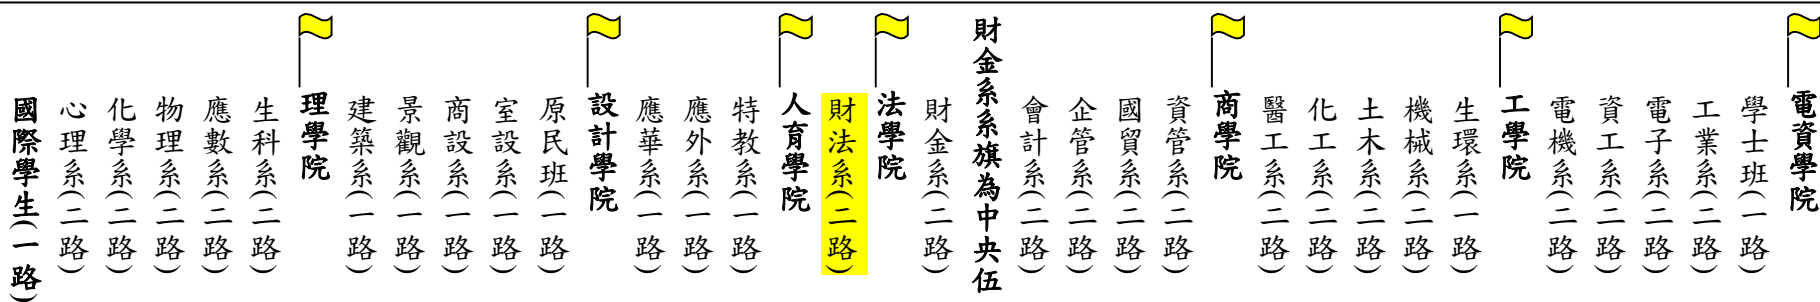 電資學院
學士班(一路)
工業系(二路)
電子系(二路)
資工系(二路)
電機系(二路)
工學院
生環系(一路)
機械系(二路)
土木系(二路)
化工系(二路)
醫工系(二路)
商學院
資管系(二路)
國貿系(二路)
企管系(二路)
會計系(二路)
財金系系旗為中央伍
財金系(二路)
法學院
財法系(二路)
人育學院
特教系(一路)
應外系(一路)
應華系(一路)
設計學院
原民班(一路)
室設系(一路)
商設系(一路)
景觀系(一路)
建築系(一路)
理學院
生科系(二路)
應數系(二路)
物理系(二路)
化學系(二路)
心理系(二路)
國際學生(一路)